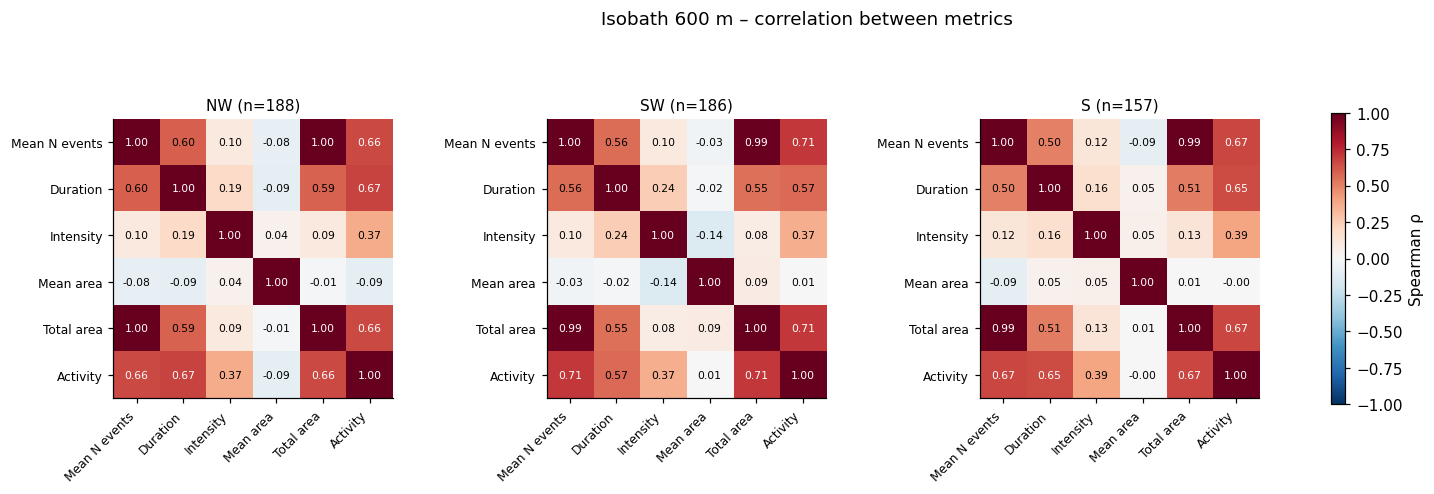 Isobath 600 m – correlation between metrics
NW (n=188)
Mean N events 1.00 0.60 0.10 -0.08 1.00 0.66
Duration 0.60 1.00 0.19 -0.09 0.59 0.67
Intensity 0.10 0.19 1.00 0.04 0.09 0.37
Mean area -0.08 -0.09 0.04 1.00 -0.01 -0.09
Total area 1.00 0.59 0.09 -0.01 1.00 0.66
Activity 0.66 0.67 0.37 -0.09 0.66 1.00
Mean N events Duration Intensity Mean area Total area Activity
SW (n=186)
Mean N events 1.00 0.56 0.10 -0.03 0.99 0.71
Duration 0.56 1.00 0.24 -0.02 0.55 0.57
Intensity 0.10 0.24 1.00 -0.14 0.08 0.37
Mean area -0.03 -0.02 -0.14 1.00 0.09 0.01
Total area 0.99 0.55 0.08 0.09 1.00 0.71
Activity 0.71 0.57 0.37 0.01 0.71 1.00
Mean N events Duration Intensity Mean area Total area Activity
S (n=157)
Mean N events 1.00 0.50 0.12 -0.09 0.99 0.67
Duration 0.50 1.00 0.16 0.05 0.51 0.65
Intensity 0.12 0.16 1.00 0.05 0.13 0.39
Mean area -0.09 0.05 0.05 1.00 0.01 -0.00
Total area 0.99 0.51 0.13 0.01 1.00 0.67
Activity 0.67 0.65 0.39 -0.00 0.67 1.00
Mean N events Duration Intensity Mean area Total area Activity
1.00
0.75
0.50
0.25
0.00
−0.25
−0.50
−0.75
−1.00
Spearman ρ